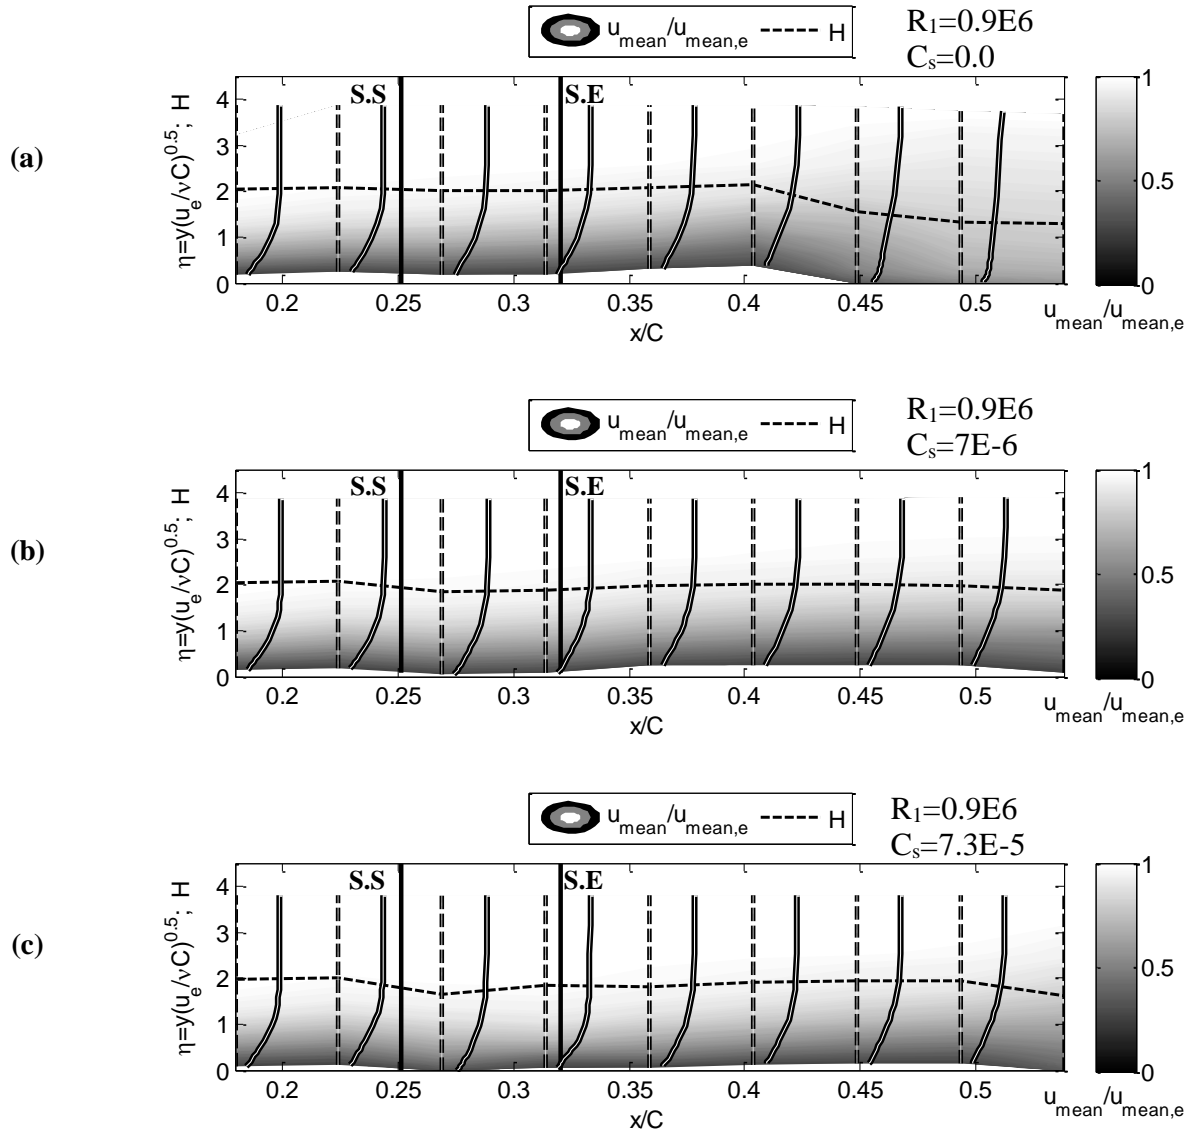 u_mean/u_mean,e H
R₁=0.9E6
Cₛ=0.0
(a)
η=y(u_e/νC)^0.5; H
4
3
2
1
0
S.S
S.E
0.2 0.25 0.3 0.35 0.4 0.45 0.5
x/C
1
0.5
0
u_mean/u_mean,e
u_mean/u_mean,e H
R₁=0.9E6
Cₛ=7E-6
(b)
η=y(u_e/νC)^0.5; H
4
3
2
1
0
S.S
S.E
0.2 0.25 0.3 0.35 0.4 0.45 0.5
x/C
1
0.5
0
u_mean/u_mean,e
u_mean/u_mean,e H
R₁=0.9E6
Cₛ=7.3E-5
(c)
η=y(u_e/νC)^0.5; H
4
3
2
1
0
S.S
S.E
0.2 0.25 0.3 0.35 0.4 0.45 0.5
x/C
1
0.5
0
u_mean/u_mean,e